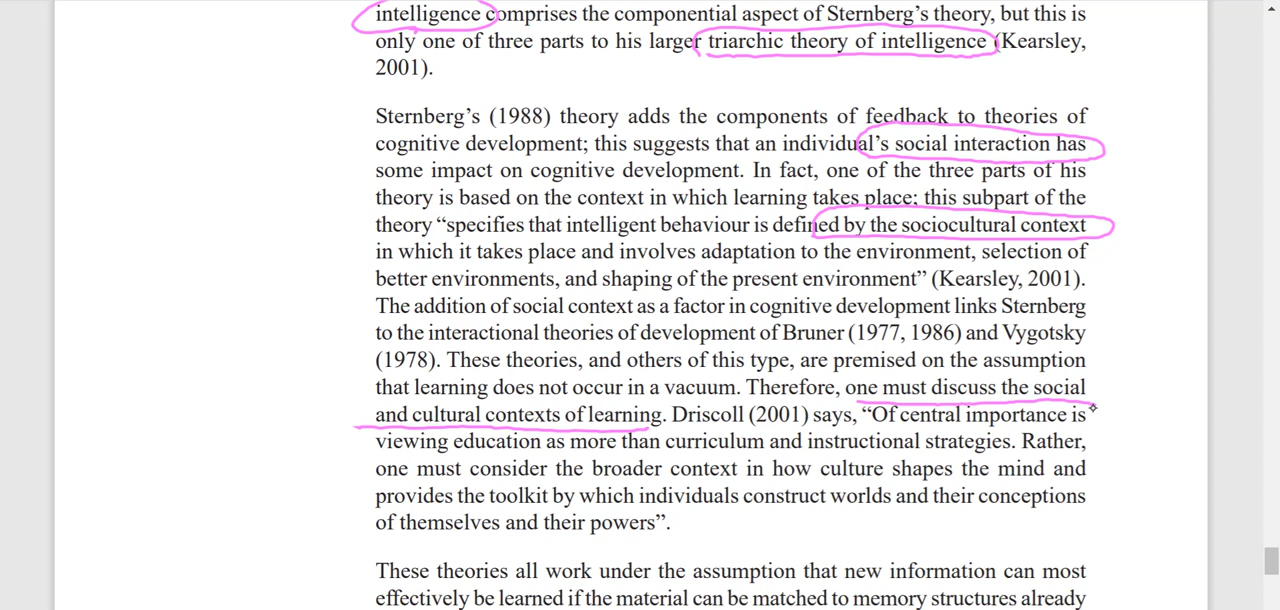 intelligence comprises the componential aspect of Sternberg’s theory, but this is
only one of three parts to his larger triarchic theory of intelligence (Kearsley,
2001).
Sternberg’s (1988) theory adds the components of feedback to theories of
cognitive development; this suggests that an individual’s social interaction has
some impact on cognitive development. In fact, one of the three parts of his
theory is based on the context in which learning takes place; this subpart of the
theory “specifies that intelligent behaviour is defined by the sociocultural context
in which it takes place and involves adaptation to the environment, selection of
better environments, and shaping of the present environment” (Kearsley, 2001).
The addition of social context as a factor in cognitive development links Sternberg
to the interactional theories of development of Bruner (1977, 1986) and Vygotsky
(1978). These theories, and others of this type, are premised on the assumption
that learning does not occur in a vacuum. Therefore, one must discuss the social
and cultural contexts of learning. Driscoll (2001) says, “Of central importance is
viewing education as more than curriculum and instructional strategies. Rather,
one must consider the broader context in how culture shapes the mind and
provides the toolkit by which individuals construct worlds and their conceptions
of themselves and their powers”.
These theories all work under the assumption that new information can most
effectively be learned if the material can be matched to memory structures already